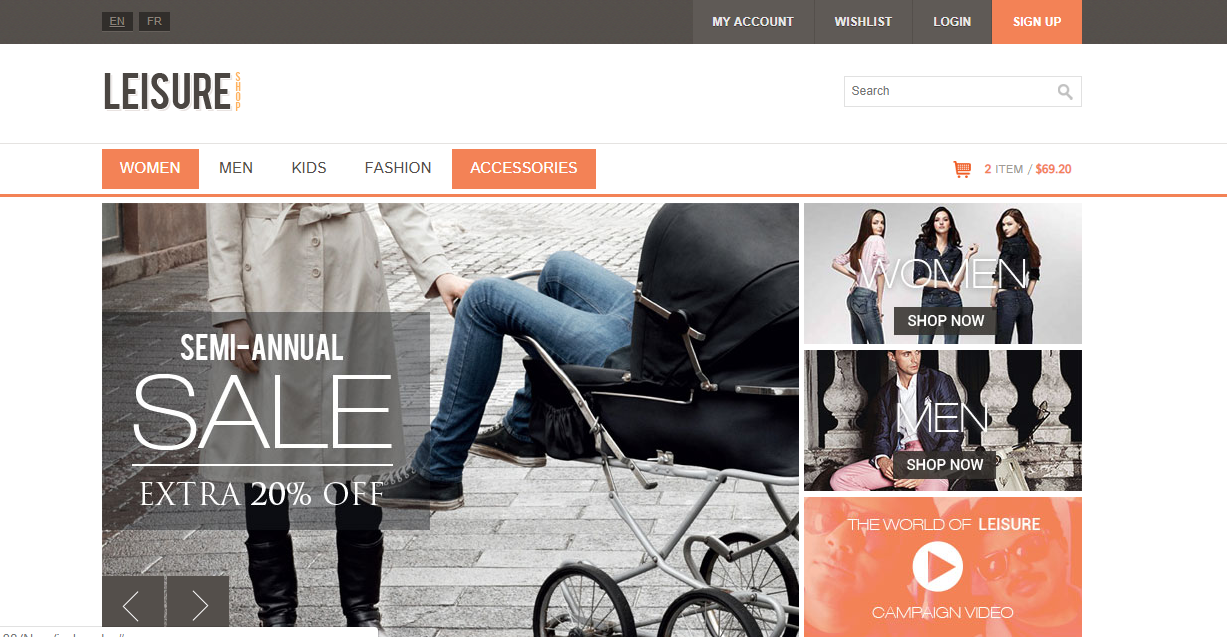 EN FR MY ACCOUNT WISHLIST LOGIN SIGN UP
LEISURE SHOP
Search
WOMEN MEN KIDS FASHION ACCESSORIES 2 ITEM / $69.20
SEMI-ANNUAL
SALE
EXTRA 20% OFF
WOMEN
SHOP NOW
MEN
SHOP NOW
THE WORLD OF LEISURE
CAMPAIGN VIDEO